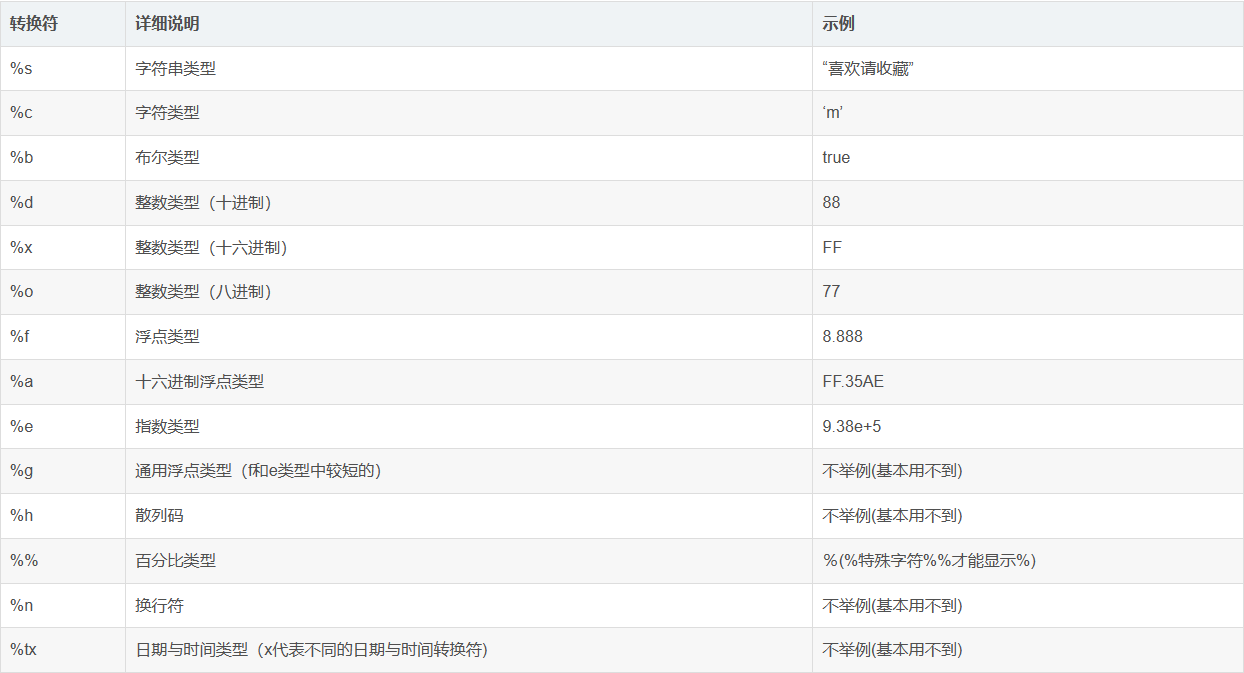 转换符 详细说明 示例
%s 字符串类型 “喜欢请收藏”
%c 字符类型 ‘m’
%b 布尔类型 true
%d 整数类型（十进制） 88
%x 整数类型（十六进制） FF
%o 整数类型（八进制） 77
%f 浮点类型 8.888
%a 十六进制浮点类型 FF.35AE
%e 指数类型 9.38e+5
%g 通用浮点类型（f和e类型中较短的） 不举例(基本用不到)
%h 散列码 不举例(基本用不到)
%% 百分比类型 %(%特殊字符%%才能显示%)
%n 换行符 不举例(基本用不到)
%tx 日期与时间类型（x代表不同的日期与时间转换符) 不举例(基本用不到)